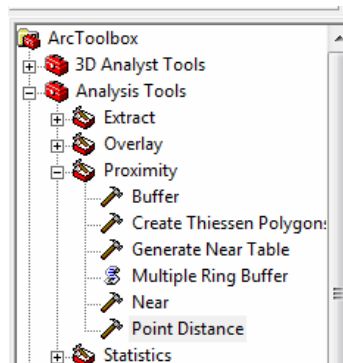 ArcToolbox
3D Analyst Tools
Analysis Tools
Extract
Overlay
Proximity
Buffer
Create Thiessen Polygons
Generate Near Table
Multiple Ring Buffer
Near
Point Distance
Statistics